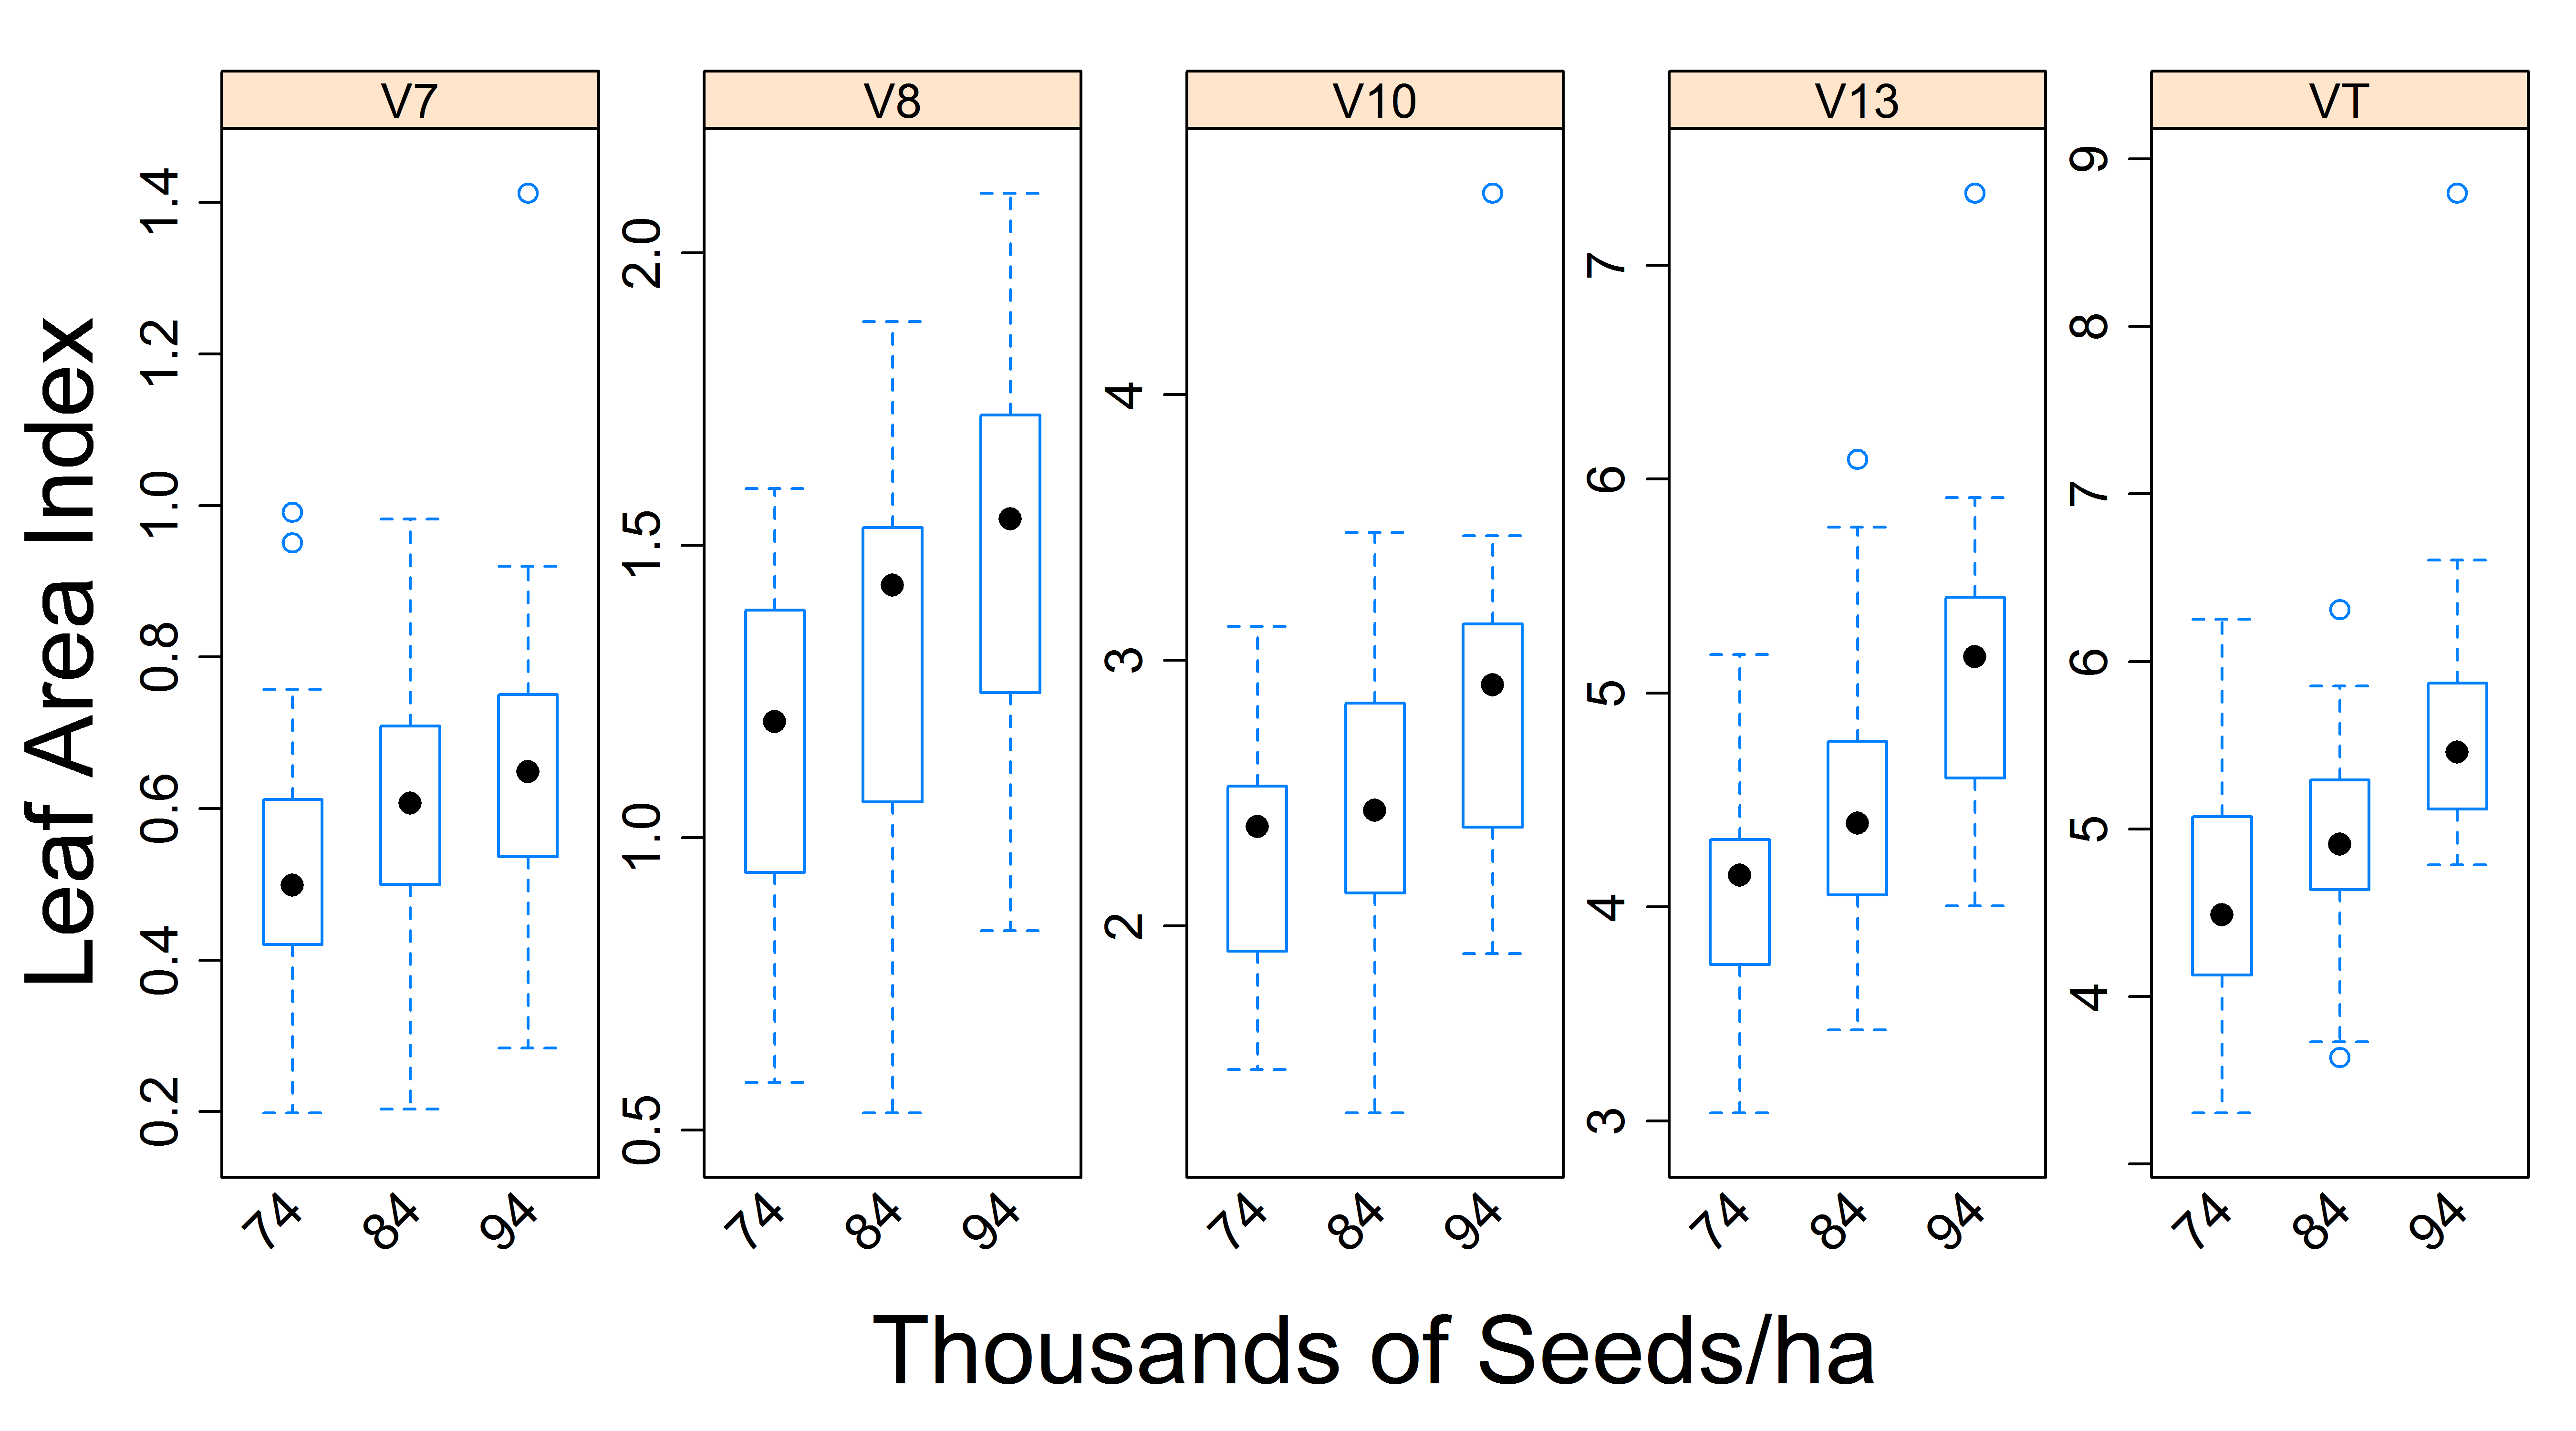 V7 V8 V10 V13 VT
Leaf Area Index
0.2 0.4 0.6 0.8 1.0 1.2 1.4
0.5 1.0 1.5 2.0
2 3 4
3 4 5 6 7
4 5 6 7 8 9
74 84 94 74 84 94 74 84 94 74 84 94 74 84 94
Thousands of Seeds/ha